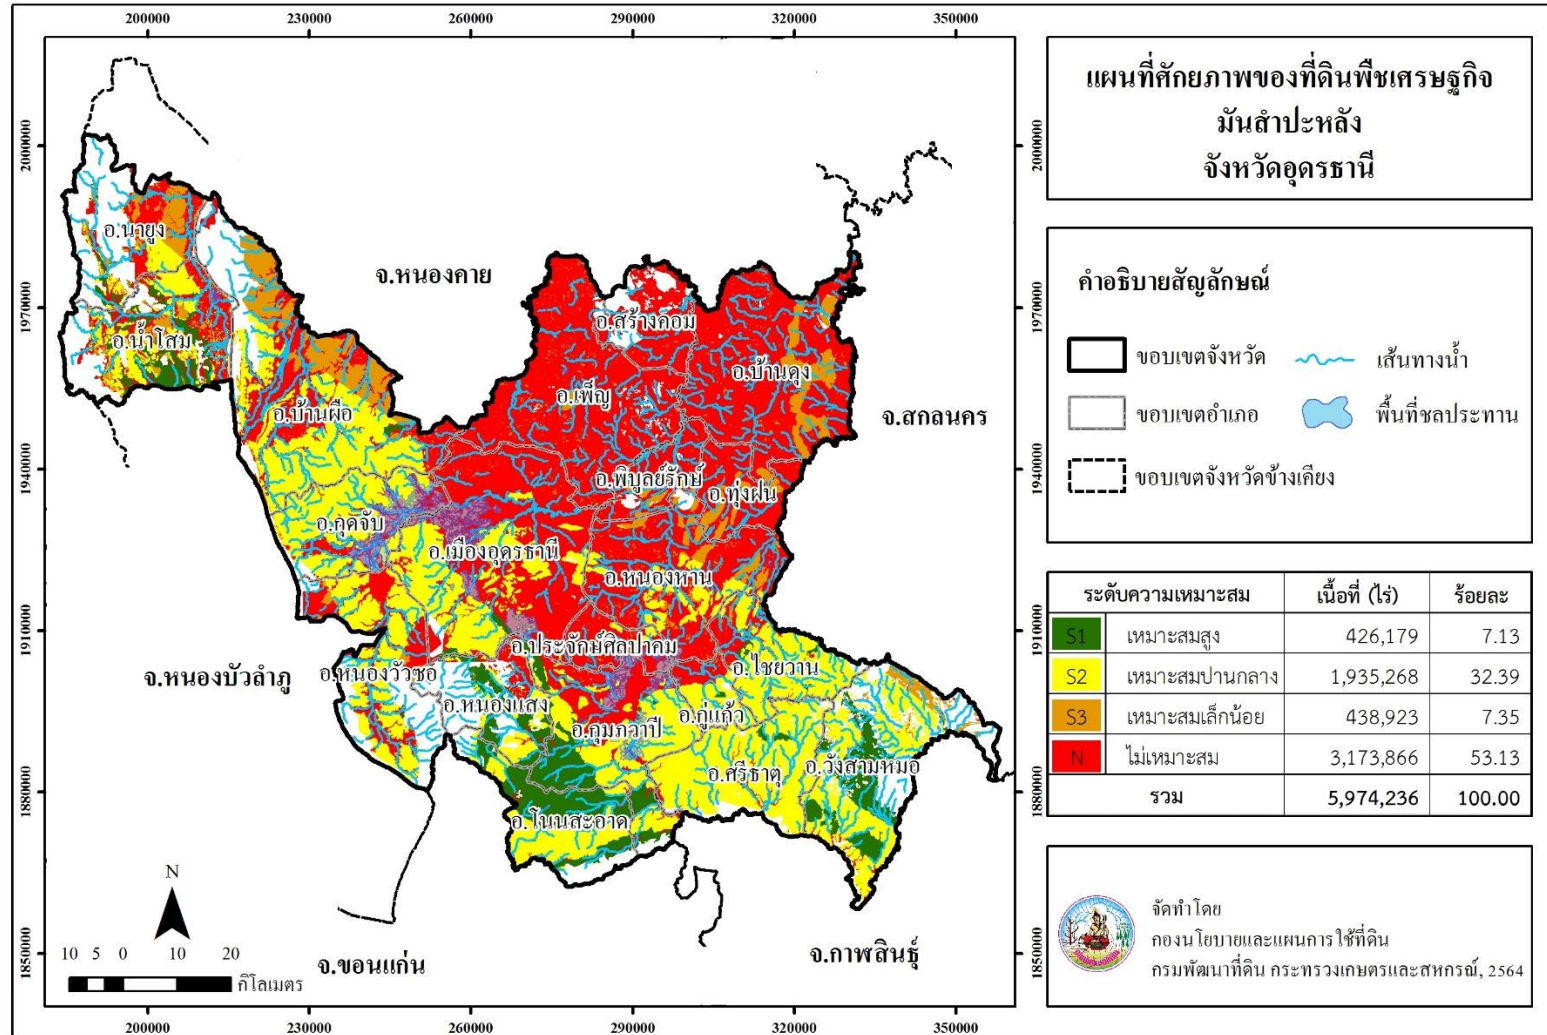 200000 230000 260000 290000 320000 350000
2000000 1970000 1940000 1910000 1880000 1850000
อ.นายูง
จ.หนองคาย
อ.สร้างคอม
อ.น้ำโสม
อ.บ้านดุง
อ.เพ็ญ
อ.บ้านผือ
จ.สกลนคร
อ.พิบูลย์รักษ์
อ.ทุ่งฝน
อ.กุดจับ
อ.เมืองอุดรธานี
อ.หนองหาน
อ.ประจักษ์ศิลปาคม
อ.ไชยวาน
จ.หนองบัวลำภู
อ.หนองวัวซอ
อ.หนองแสง
อ.กู่แก้ว
อ.กุมภวาปี
อ.วังสามหมอ
อ.ศรีธาตุ
อ.โนนสะอาด
N
10 5 0 10 20
กิโลเมตร
จ.ขอนแก่น
จ.กาฬสินธุ์
2000000 1970000 1940000 1910000 1880000 1850000
200000 230000 260000 290000 320000 350000
แผนที่ศักยภาพของที่ดินพืชเศรษฐกิจ
มันสำปะหลัง
จังหวัดอุดรธานี
คำอธิบายสัญลักษณ์
ขอบเขตจังหวัด เส้นทางน้ำ
ขอบเขตอำเภอ พื้นที่ชลประทาน
ขอบเขตจังหวัดข้างเคียง
ระดับความเหมาะสม เนื้อที่ (ไร่) ร้อยละ
S1 เหมาะสมสูง 426,179 7.13
S2 เหมาะสมปานกลาง 1,935,268 32.39
S3 เหมาะสมเล็กน้อย 438,923 7.35
N ไม่เหมาะสม 3,173,866 53.13
รวม 5,974,236 100.00
จัดทำโดย
กองนโยบายและแผนการใช้ที่ดิน
กรมพัฒนาที่ดิน กระทรวงเกษตรและสหกรณ์, 2564